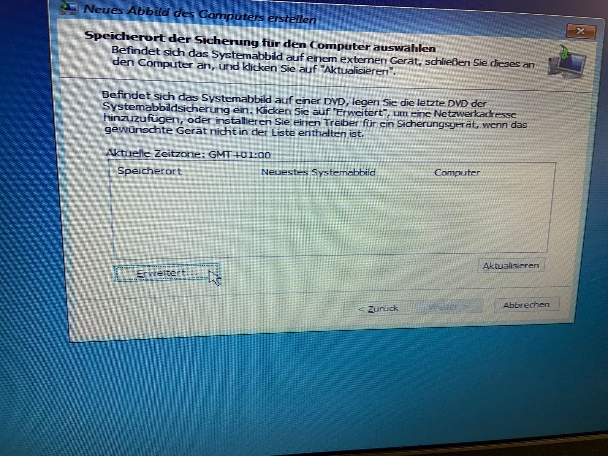 Neues Abbild des Computers erstellen
Speicherort der Sicherung für den Computer auswählen
Befindet sich das Systemabbild auf einem externen Gerät, schließen Sie dieses an
den Computer an, und klicken Sie auf "Aktualisieren".
Befindet sich das Systemabbild auf einer DVD, legen Sie die letzte DVD der
Systemabbildsicherung ein. Klicken Sie auf "Erweitert", um eine Netzwerkadresse
hinzuzufügen, oder installieren Sie einen Treiber für ein Sicherungsgerät, wenn das
gewünschte Gerät nicht in der Liste enthalten ist.
Aktuelle Zeitzone: GMT+01:00
Speicherort Neuestes Systemabbild Computer
Erweitert... Aktualisieren
< Zurück Weiter > Abbrechen